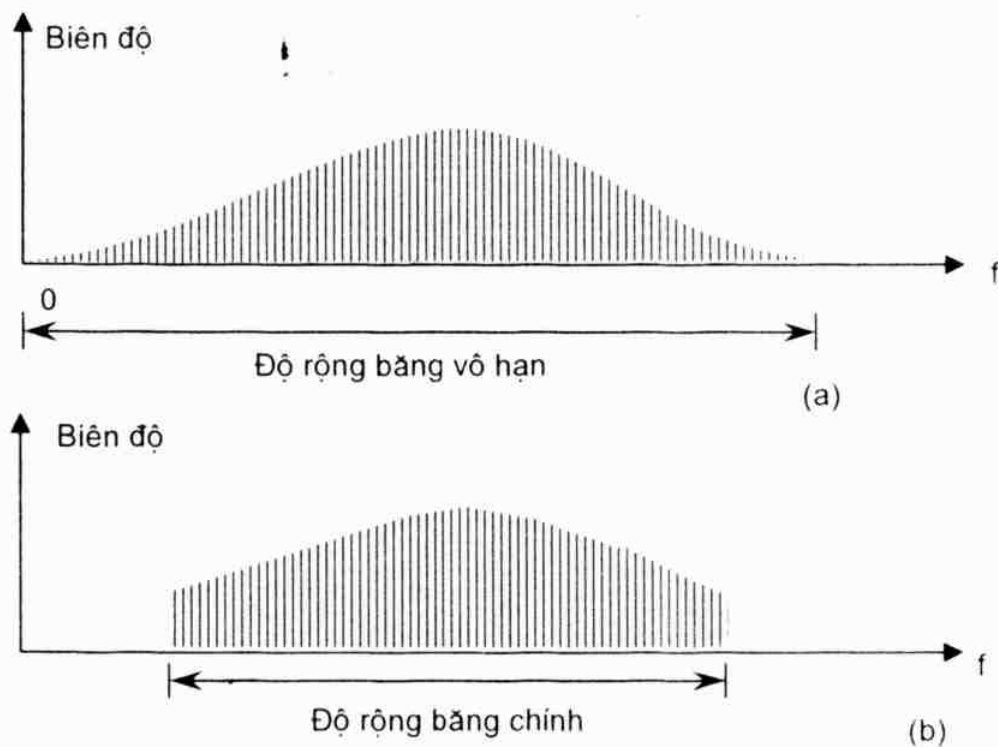 Biên độ
f
0
Độ rộng băng vô hạn
(a)
Biên độ
f
Độ rộng băng chính
(b)